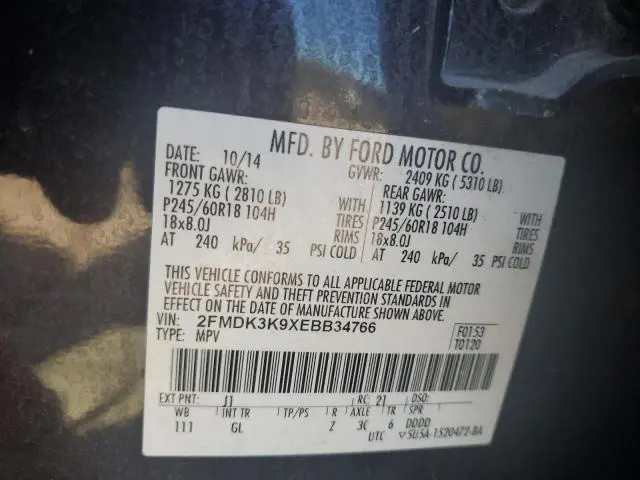 MFD. BY FORD MOTOR CO.
DATE: 10/14 GVWR: 2409 KG ( 5310 LB)
FRONT GAWR: REAR GAWR:
1275 KG ( 2810 LB) WITH 1139 KG ( 2510 LB) WITH
P245/60R18 104H TIRES P245/60R18 104H TIRES
18x8.0J RIMS 18x8.0J RIMS
AT 240 kPa/ 35 PSI COLD AT 240 kPa/ 35 PSI COLD
THIS VEHICLE CONFORMS TO ALL APPLICABLE FEDERAL MOTOR
VEHICLE SAFETY AND THEFT PREVENTION STANDARDS IN
EFFECT ON THE DATE OF MANUFACTURE SHOWN ABOVE.
VIN: 2FMDK3K9XEBB34766 F0153
TYPE: MPV T0120
EXT PNT: J1 RC: 21 DSO:
WB INT TR TP/PS R AXLE TR SPR
111 GL Z 3C 6 DDDD
UTC 5U5A-1520472-BA